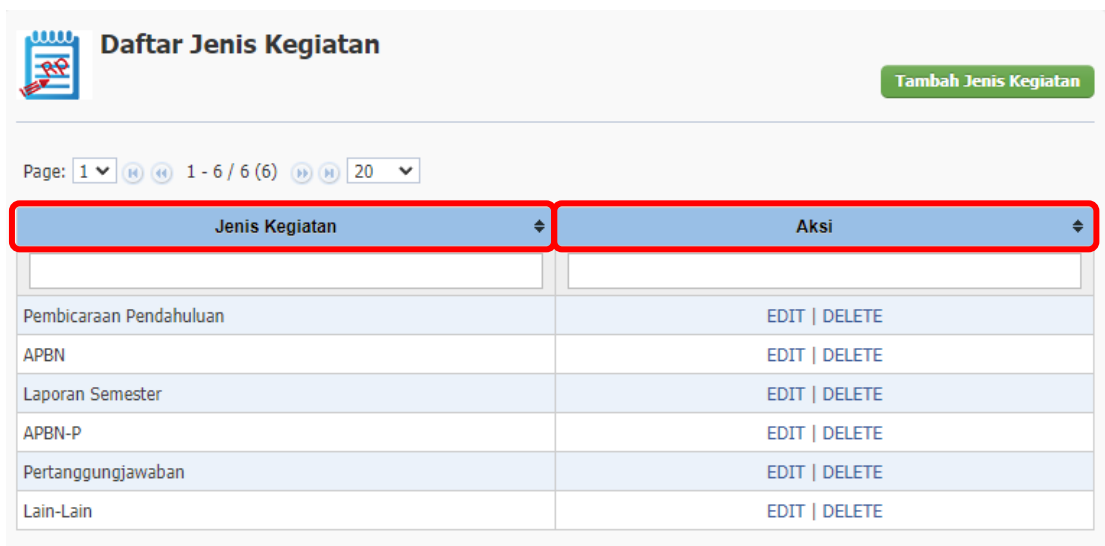 RP
Daftar Jenis Kegiatan
Tambah Jenis Kegiatan
Page: 1 1 - 6 / 6 (6) 20
Jenis Kegiatan Aksi
Pembicaraan Pendahuluan EDIT | DELETE
APBN EDIT | DELETE
Laporan Semester EDIT | DELETE
APBN-P EDIT | DELETE
Pertanggungjawaban EDIT | DELETE
Lain-Lain EDIT | DELETE